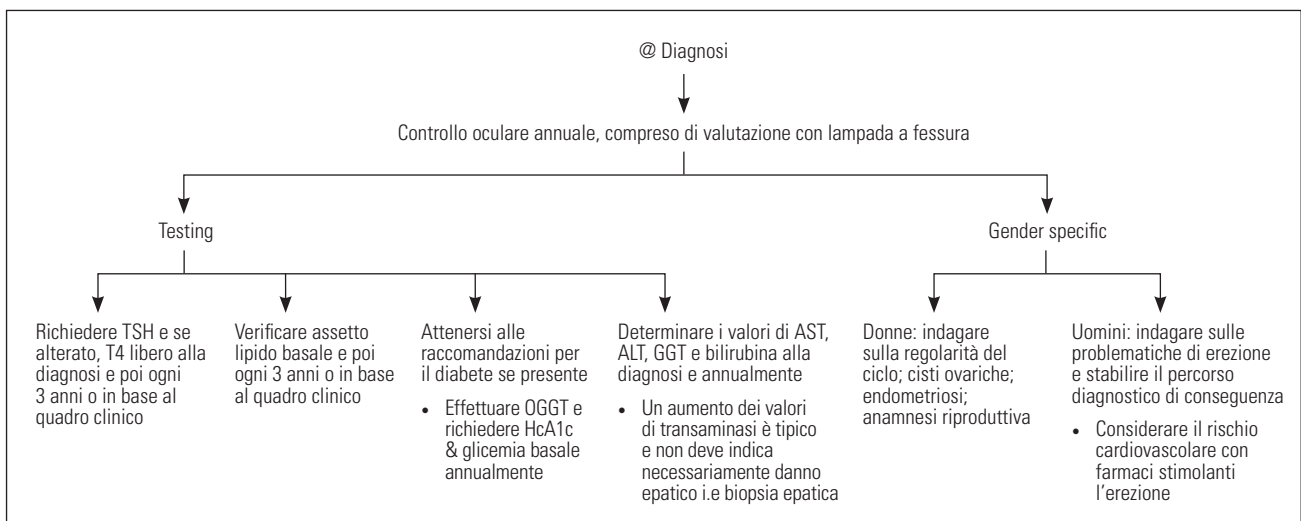 @ Diagnosi
Controllo oculare annuale, compreso di valutazione con lampada a fessura
Testing
Gender specific
Richiedere TSH e se
alterato, T4 libero alla
diagnosi e poi ogni
3 anni o in base al
quadro clinico
Verificare assetto
lipido basale e poi
ogni 3 anni o in base
al quadro clinico
Attenersi alle
raccomandazioni per
il diabete se presente
• Effettuare OGGT e
richiedere HcA1c
& glicemia basale
annualmente
Determinare i valori di AST,
ALT, GGT e bilirubina alla
diagnosi e annualmente
• Un aumento dei valori
di transaminasi è tipico
e non deve indica
necessariamente danno
epatico i.e biopsia epatica
Donne: indagare
sulla regolarità del
ciclo; cisti ovariche;
endometriosi;
anamnesi riproduttiva
Uomini: indagare sulle
problematiche di erezione
e stabilire il percorso
diagnostico di conseguenza
• Considerare il rischio
cardiovascolare con
farmaci stimolanti
l'erezione